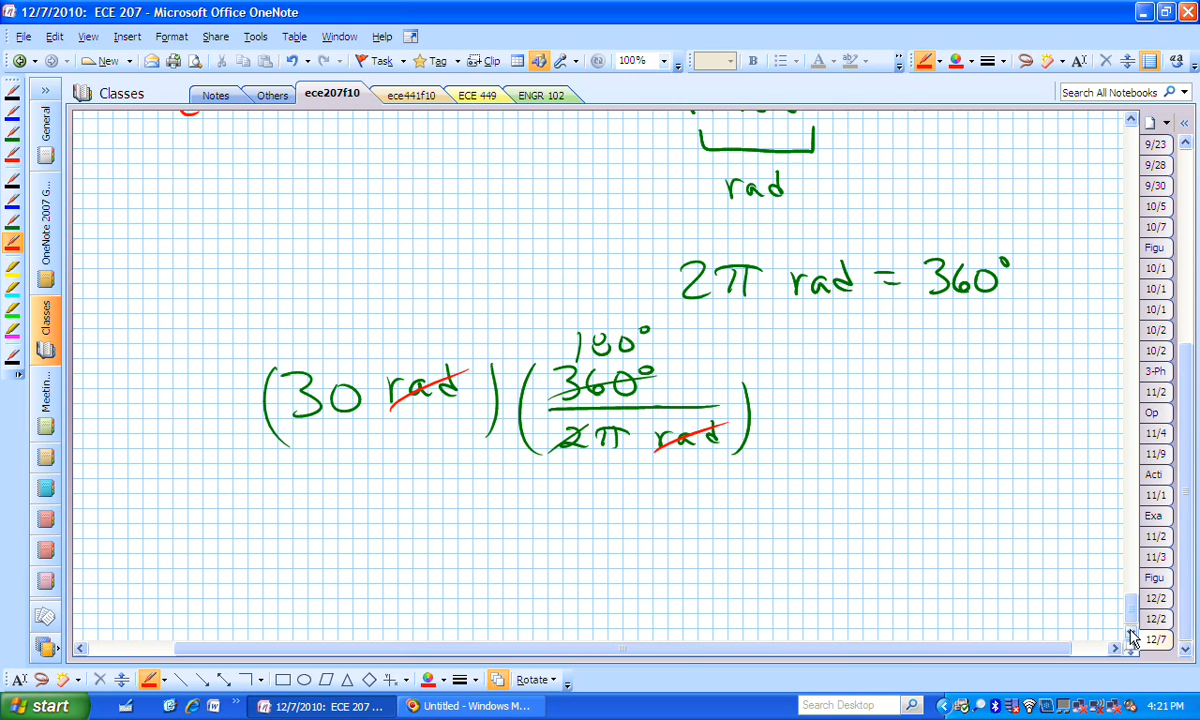 12/7/2010: ECE 207 - Microsoft Office OneNote
File Edit View Insert Format Share Tools Table Window Help
New Task Tag Clip 100% B A ab A
Classes Notes Others ece207f10 ece441f10 ECE 449 ENGR 102 Search All Notebooks
General
OneNote 2007 G...
Classes
Meetin...
rad
2π rad = 360°
180°
(30 rad) (360°
2π rad)
9/23
9/28
9/30
10/5
10/7
Figu
10/1
10/1
10/1
10/2
10/2
3-Ph
11/2
Op
11/4
11/9
Acti
11/1
Exa
11/2
11/3
Figu
12/2
12/2
12/7
A Rotate
start 12/7/2010: ECE 207 ... Untitled - Windows M... Search Desktop 4:21 PM